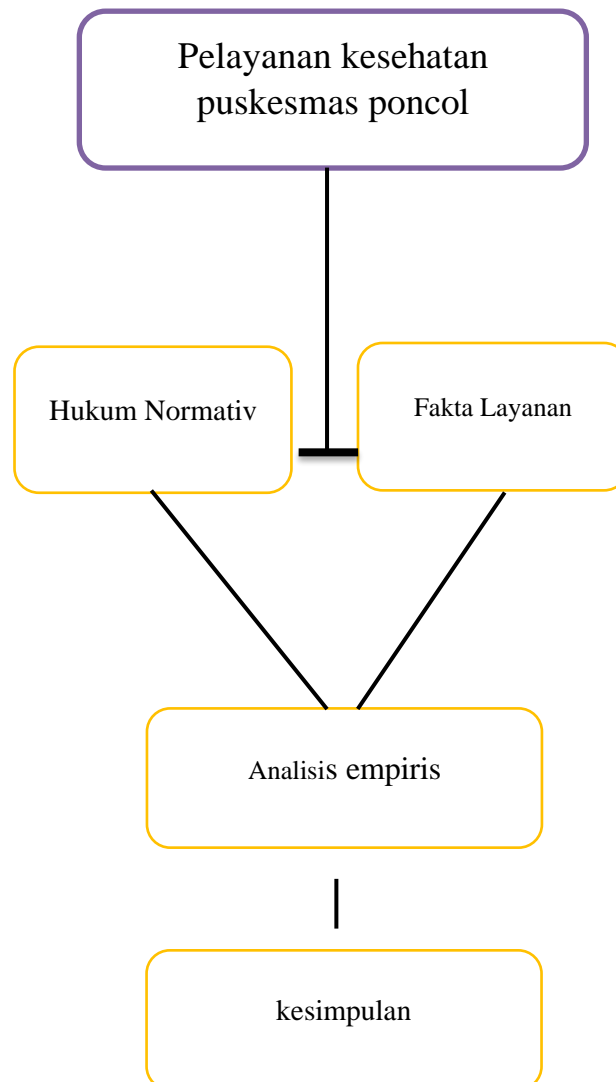 Pelayanan kesehatan
puskesmas poncol
Hukum Normativ
Fakta Layanan
Analisis empiris
kesimpulan